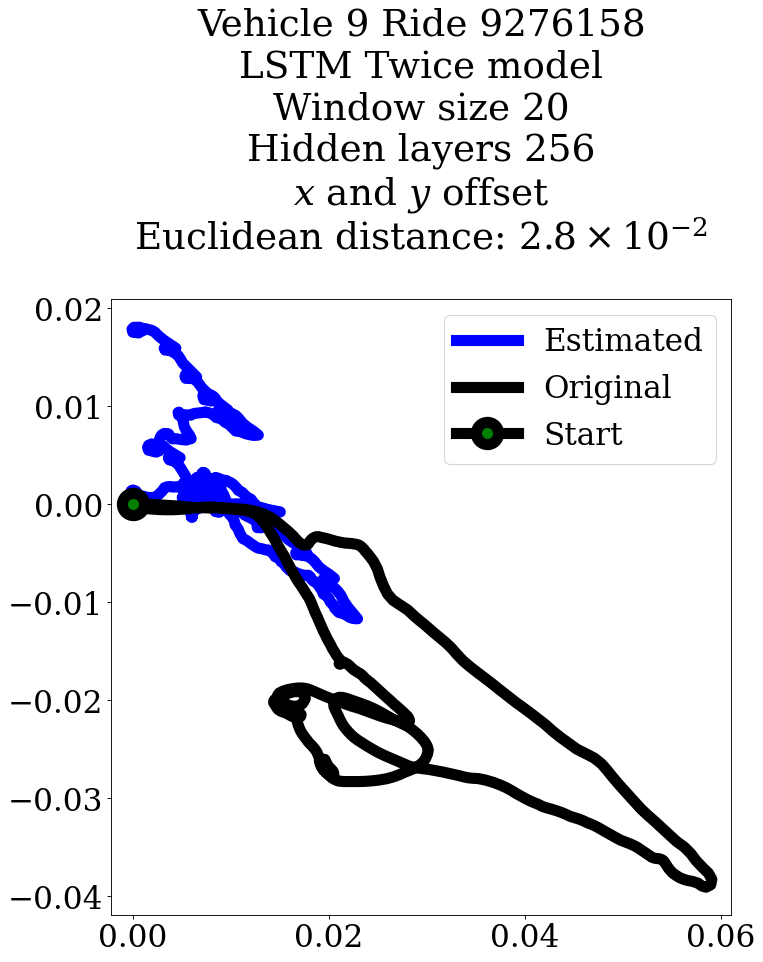 Vehicle 9 Ride 9276158
LSTM Twice model
Window size 20
Hidden layers 256
x and y offset
Euclidean distance: 2.8 × 10⁻²
0.02
Estimated
Original
Start
0.01
0.00
−0.01
−0.02
−0.03
−0.04
0.00 0.02 0.04 0.06